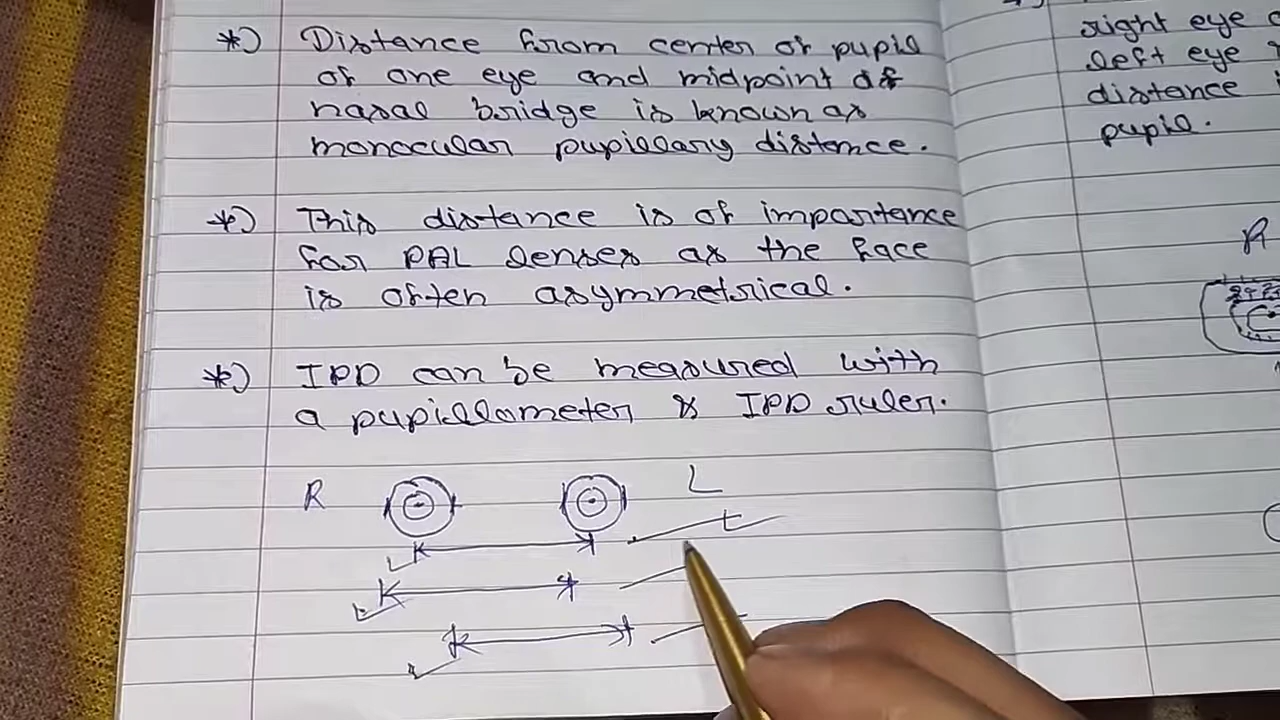 *) Distance from center of pupil
of one eye and midpoint of
nasal bridge is known as
monocular pupillary distance.
*) This distance is of importance
for PAL lenses as the face
is often asymmetrical.
*) IPD can be measured with
a pupillometer & IPD ruler.
R L
right eye
left eye
distance
pupil.
R